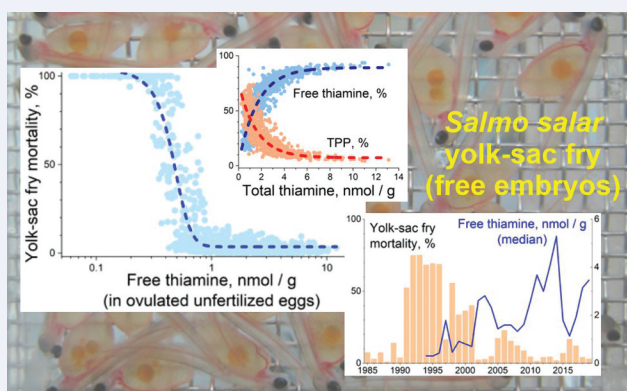 Yolk-sac fry mortality, %
100
50
0
0.1
1
10
Free thiamine, nmol / g
(in ovulated unfertilized eggs)
100
50
0
Free thiamine, %
TPP, %
0 2 4 6 8 10 12 14
Total thiamine, nmol / g
Salmo salar
yolk-sac fry
(free embryos)
Yolk-sac fry
mortality, %
Free thiamine, nmol / g
(median)
100
50
0
6
4
2
0
1985 1990 1995 2000 2005 2010 2015